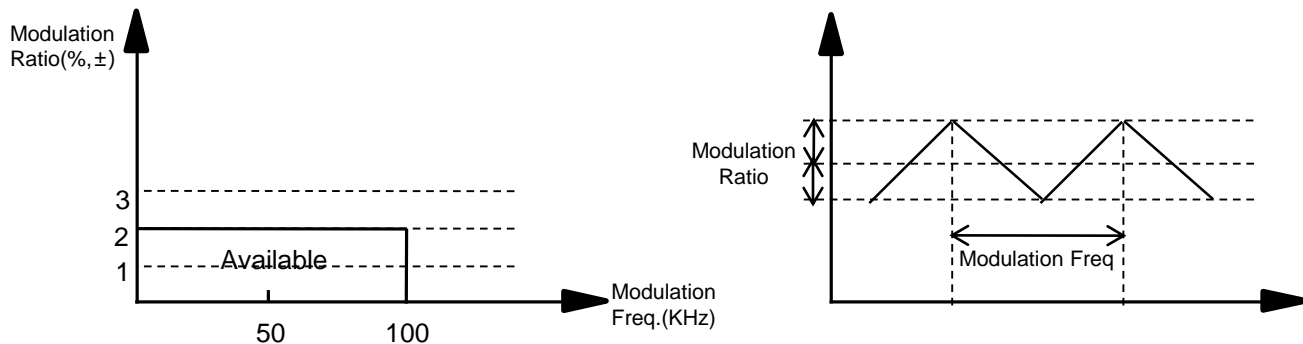 Modulation
Ratio(%,±)
3
2
1
Available
50
100
Modulation
Freq.(KHz)
Modulation
Ratio
Modulation Freq